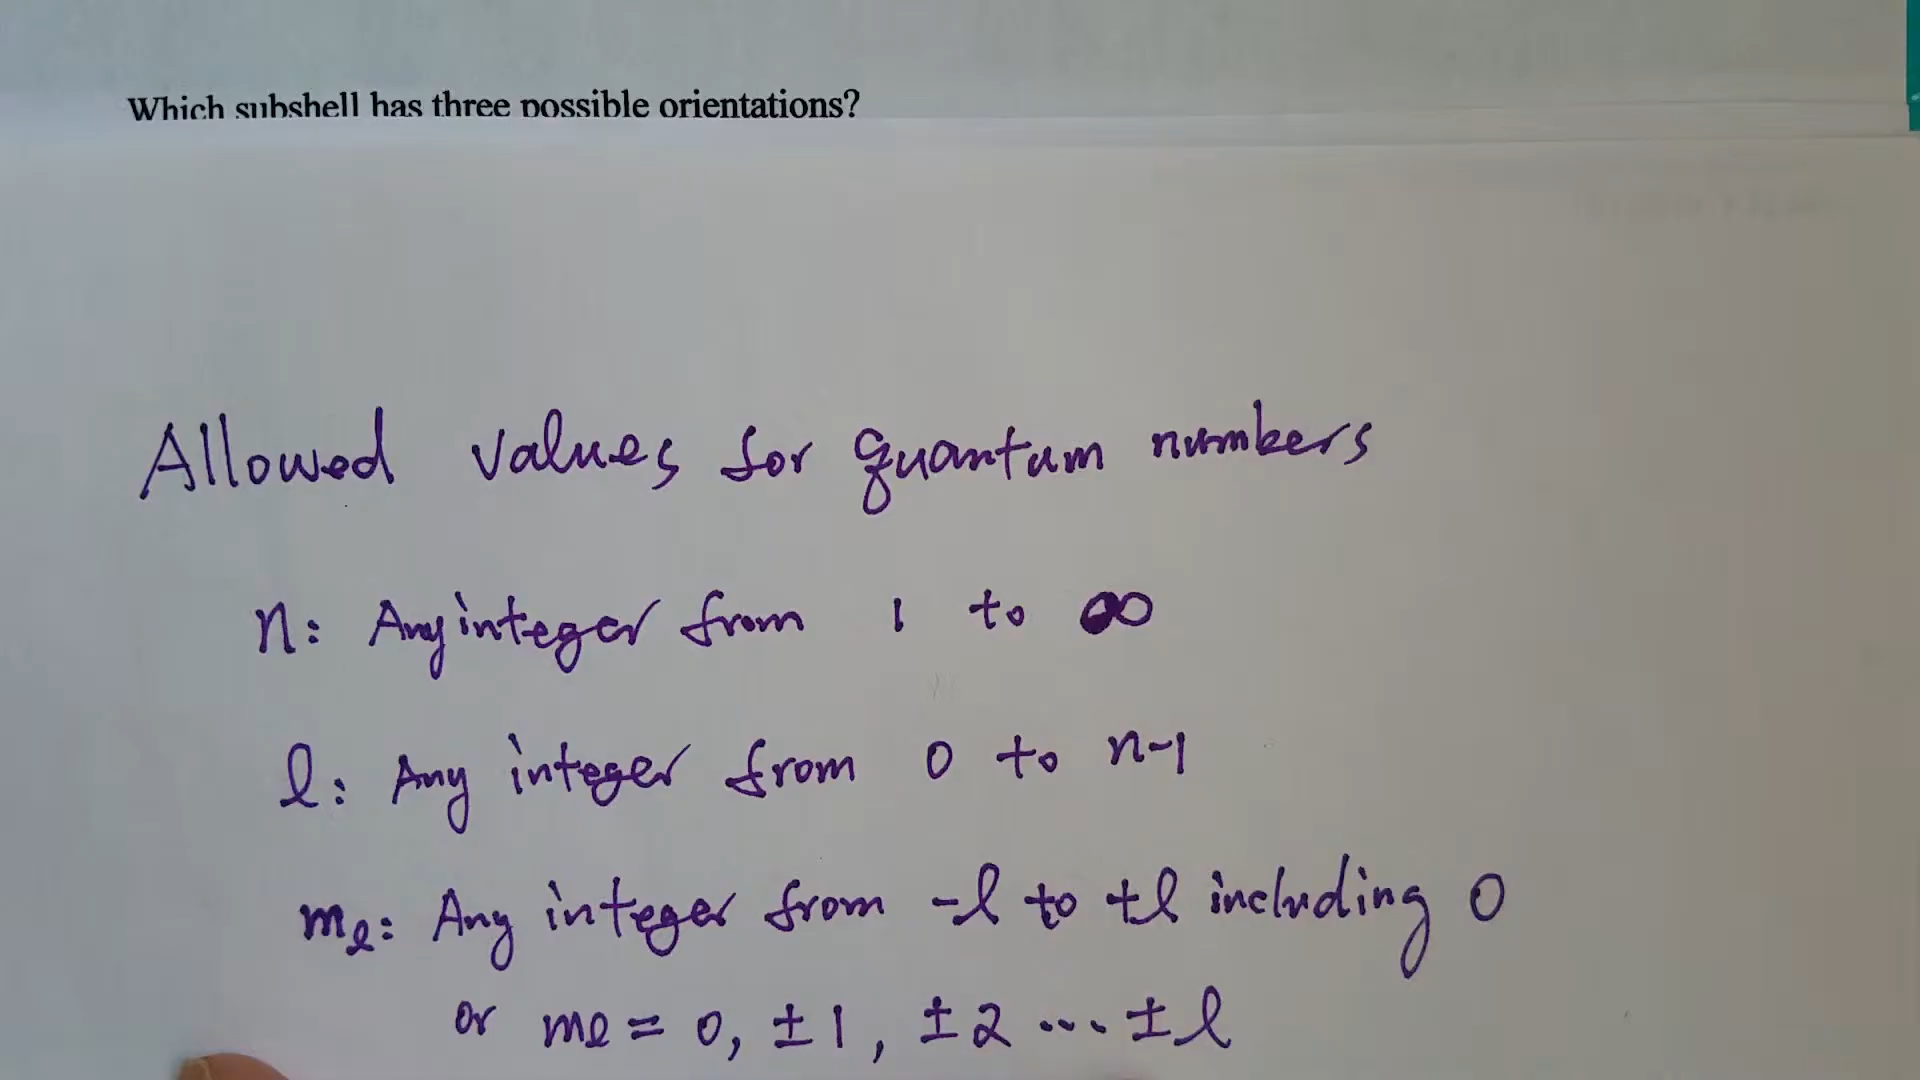 Which subshell has three possible orientations?
Allowed values for quantum numbers
n: Any integer from 1 to ∞
l: Any integer from 0 to n-1
ml: Any integer from -l to +l including 0
or ml = 0, ±1, ±2 ... ±l